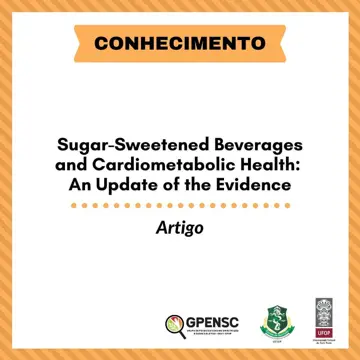 CONHECIMENTO
Sugar-Sweetened Beverages
and Cardiometabolic Health:
An Update of the Evidence
Artigo
GPENSC
UFOP